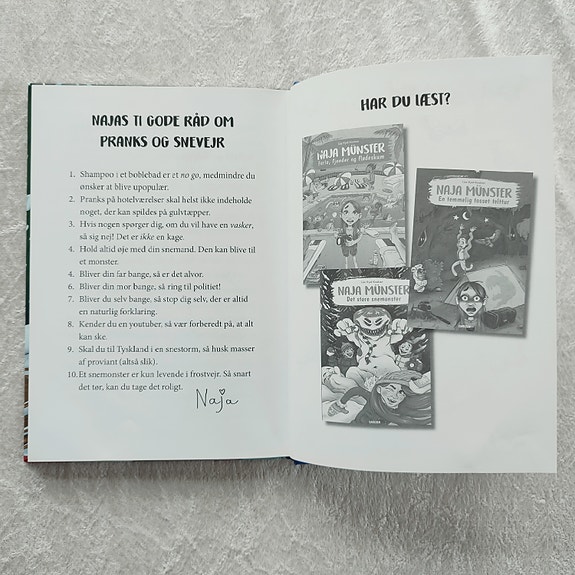 NAJAS TI GODE RÅD OM
PRANKS OG SNEVEJR
1. Shampoo i et boblebad er et no go, medmindre du
ønsker at blive upopulær.
2. Pranks på hotelværelser skal helst ikke indeholde
noget, der kan spildes på gulvtæpper.
3. Hvis nogen spørger dig, om du vil have en vasker,
så sig nej! Det er ikke en kage.
4. Hold altid øje med din snemand. Den kan blive til
et monster.
5. Bliver din far bange, så er det alvor.
6. Bliver din mor bange, så ring til politiet!
7. Bliver du selv bange, så stop dig selv, der er altid
en naturlig forklaring.
8. Kender du en youtuber, så vær forberedt på, at alt
kan ske.
9. Skal du til Tyskland i en snestorm, så husk masser
af proviant (altså slik).
10. Et snemonster er kun levende i frostvejr. Så snart
det tør, kan du tage det roligt.
Naja
HAR DU LÆST?
NAJA MÜNSTER
Ferie, fjender og flødeskum
NAJA MÜNSTER
En temmelig tosset telttur
NAJA MÜNSTER
Det store snemonster